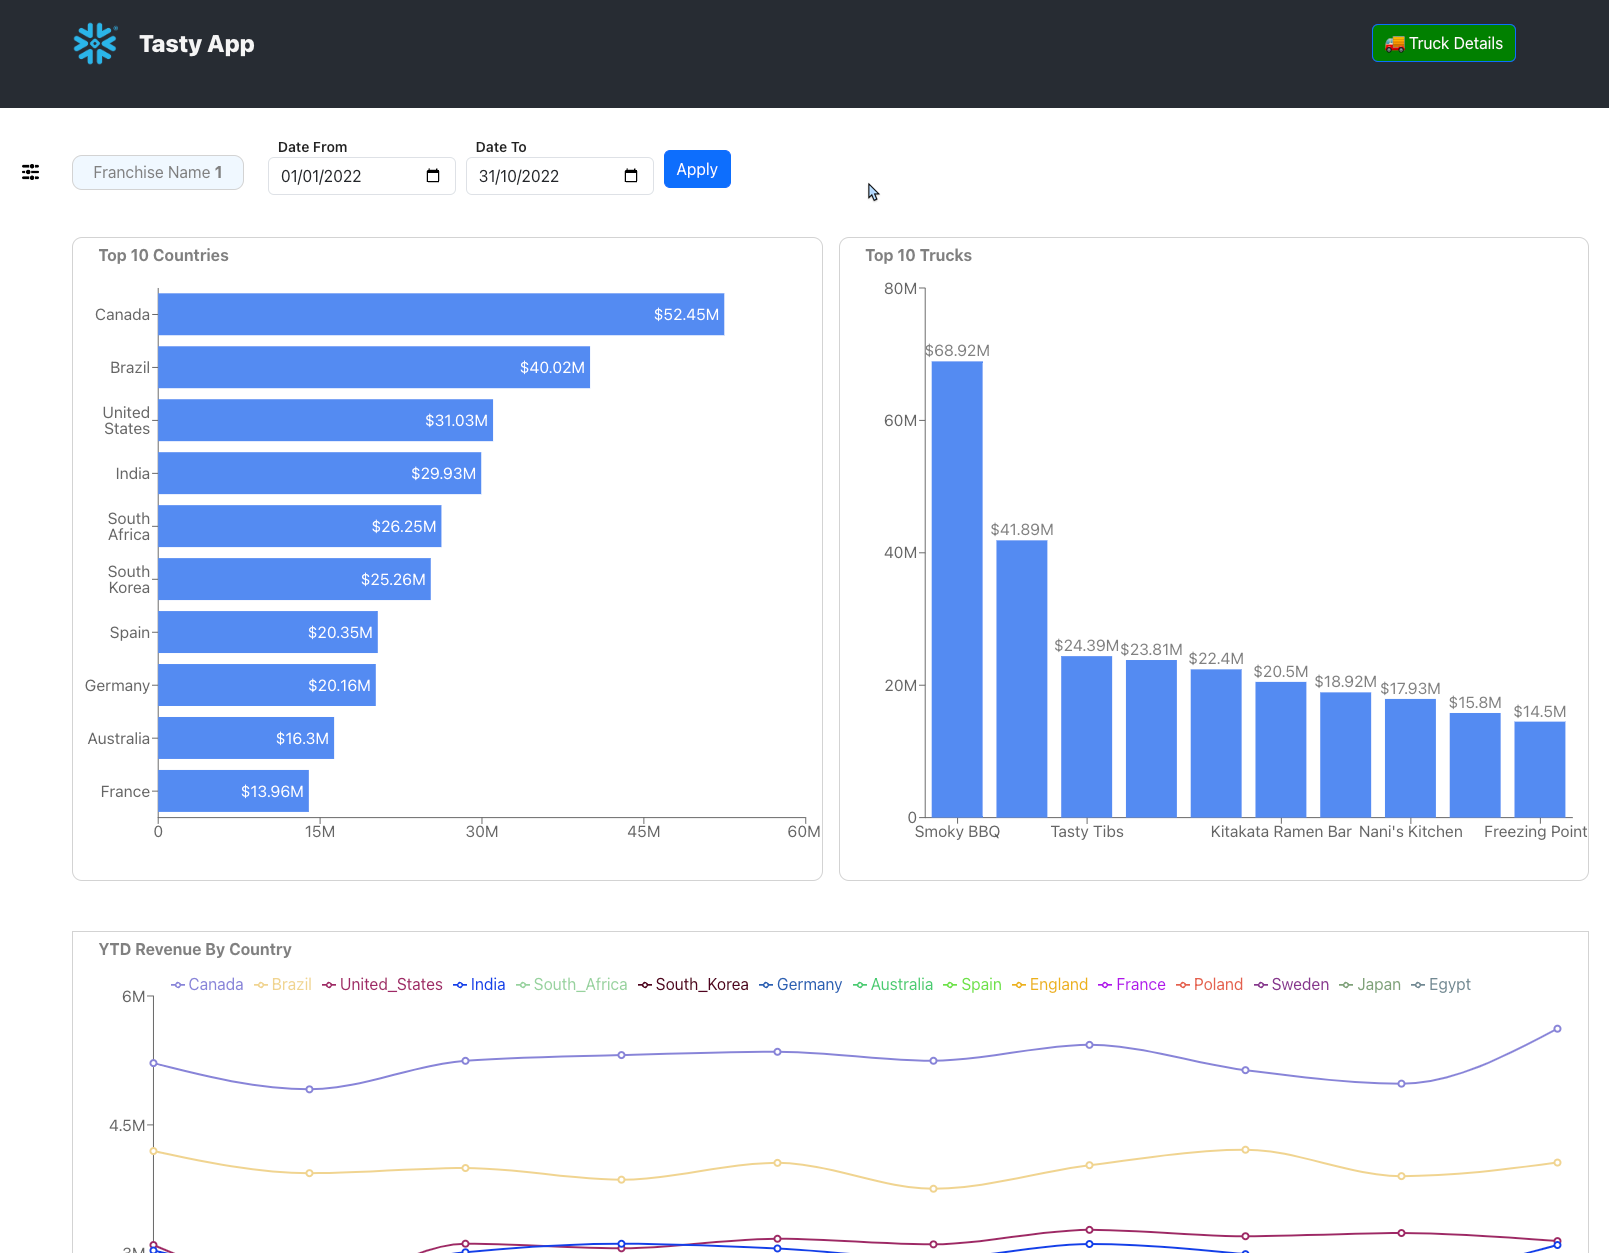 Tasty App
🚚 Truck Details
Date From
Date To
Franchise Name 1
01/01/2022
31/10/2022
Apply
Top 10 Countries
Canada
$52.45M
Brazil
$40.02M
United
States
$31.03M
India
$29.93M
South
Africa
$26.25M
South
Korea
$25.26M
Spain
$20.35M
Germany
$20.16M
Australia
$16.3M
France
$13.96M
0
15M
30M
45M
60M
Top 10 Trucks
80M
60M
40M
20M
0
$68.92M
$41.89M
$24.39M
$23.81M
$22.4M
$20.5M
$18.92M
$17.93M
$15.8M
$14.5M
Smoky BBQ
Tasty Tibs
Kitakata Ramen Bar
Nani's Kitchen
Freezing Point
YTD Revenue By Country
Canada Brazil United_States India South_Africa South_Korea Germany Australia Spain England France Poland Sweden Japan Egypt
6M
4.5M
3M